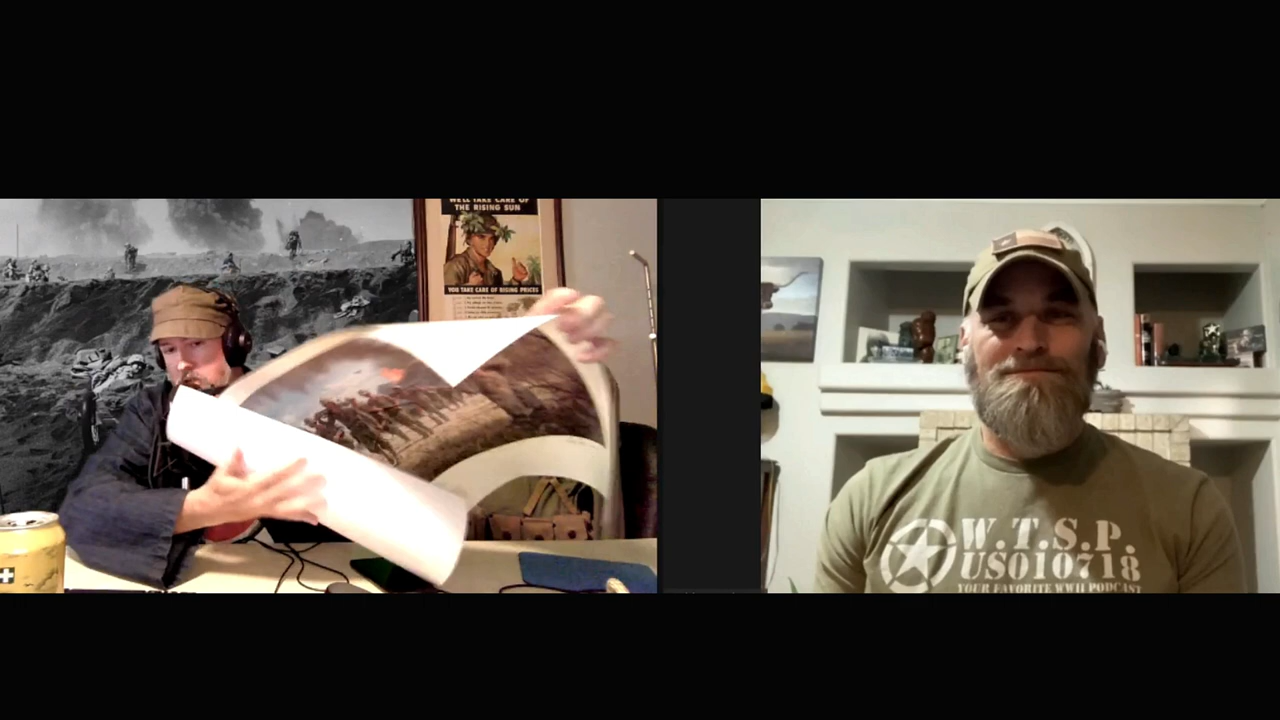 WE'LL TAKE CARE OF
THE RISING SUN
YOU TAKE CARE OF RISING PRICES
W.T.S.P.
US010718
YOUR FAVORITE WWII PODCAST